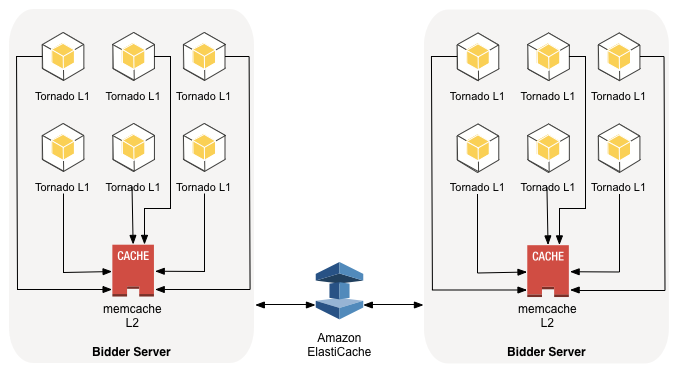 Tornado L1
Tornado L1
Tornado L1
Tornado L1
Tornado L1
Tornado L1
CACHE
memcache
L2
Bidder Server
Amazon
ElastiCache
Tornado L1
Tornado L1
Tornado L1
Tornado L1
Tornado L1
Tornado L1
CACHE
memcache
L2
Bidder Server